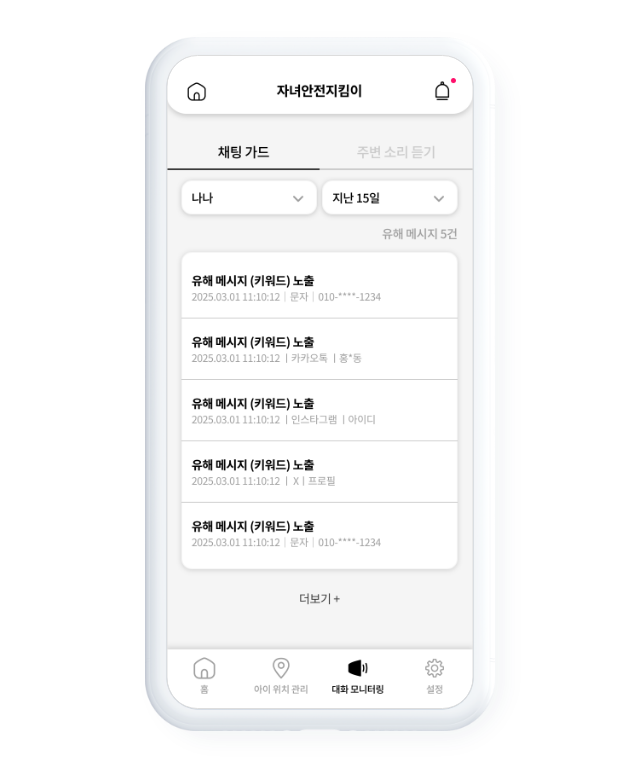 자녀안전지킴이
채팅 가드 주변 소리 듣기
나나 지난 15일
유해 메시지 5건
유해 메시지 (키워드) 노출
2025.03.01 11:10:12 | 문자 | 010-****-1234
유해 메시지 (키워드) 노출
2025.03.01 11:10:12 | 카카오톡 | 홍*동
유해 메시지 (키워드) 노출
2025.03.01 11:10:12 | 인스타그램 | 아이디
유해 메시지 (키워드) 노출
2025.03.01 11:10:12 | X | 프로필
유해 메시지 (키워드) 노출
2025.03.01 11:10:12 | 문자 | 010-****-1234
더보기 +
홈 아이 위치 관리 대화 모니터링 설정